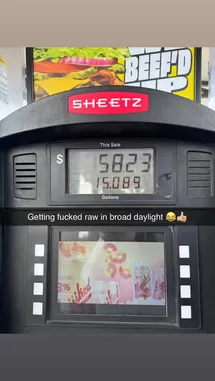 BEEF'D
UP
SHEETZ
This Sale
$ 58.23
15.089
Gallons
Getting fucked raw in broad daylight 😂👍